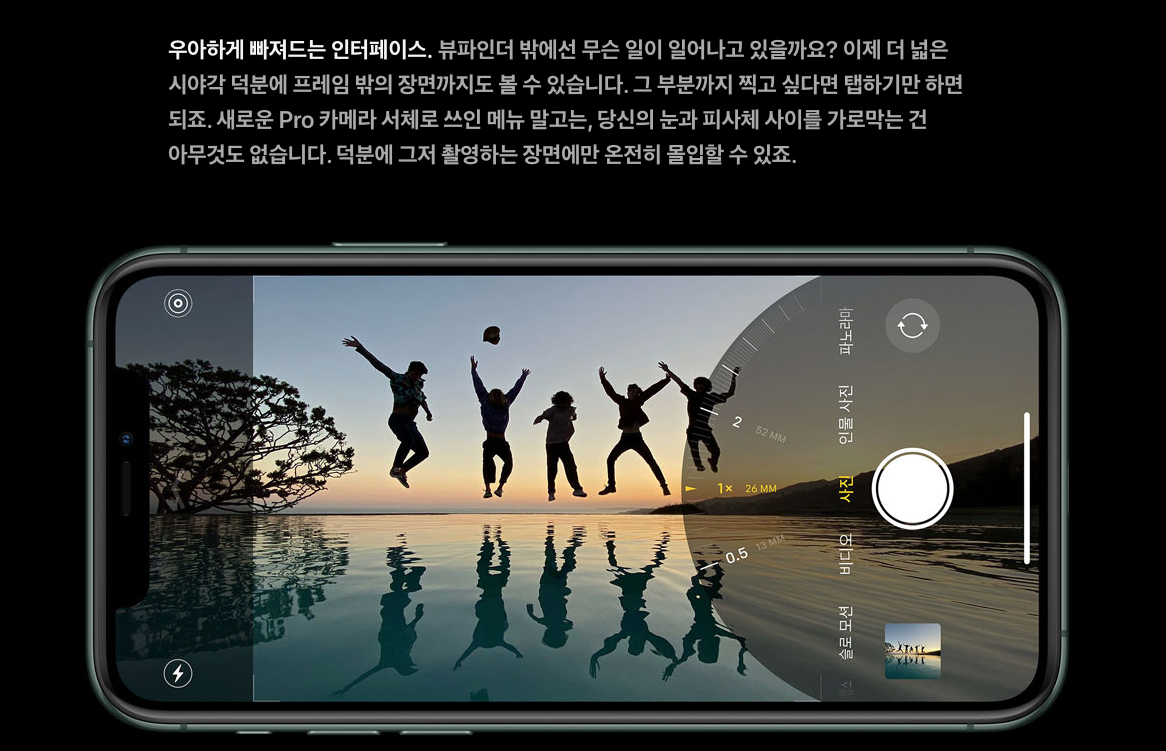 우아하게 빠져드는 인터페이스. 뷰파인더 밖에선 무슨 일이 일어나고 있을까요? 이제 더 넓은
시야각 덕분에 프레임 밖의 장면까지도 볼 수 있습니다. 그 부분까지 찍고 싶다면 탭하기만 하면
되죠. 새로운 Pro 카메라 서체로 쓰인 메뉴 말고는, 당신의 눈과 피사체 사이를 가로막는 건
아무것도 없습니다. 덕분에 그저 촬영하는 장면에만 온전히 몰입할 수 있죠.
파노라마
인물 사진
사진
비디오
슬로 모션
2 52 MM
1× 26 MM
0.5 13 MM